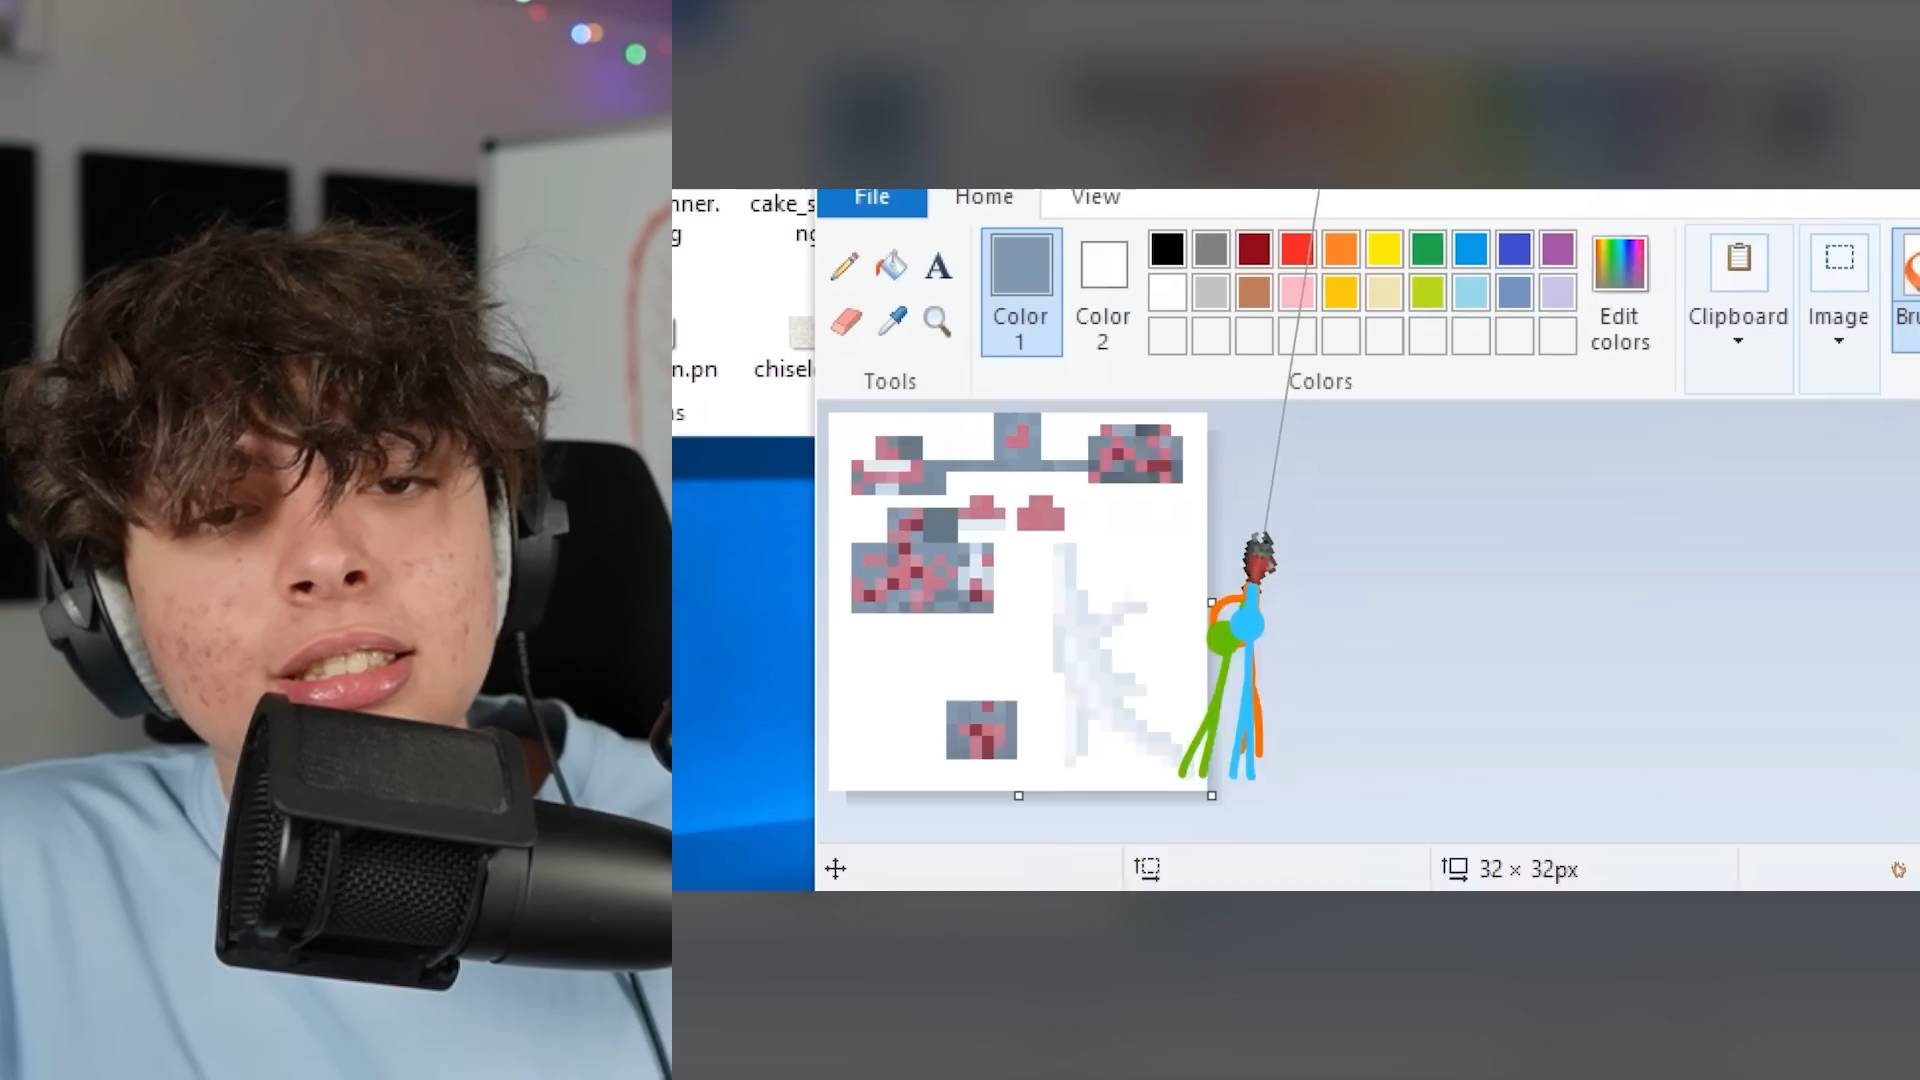 File Home View
nner. cake_s
g ng
A
Color 1
Color 2
Edit colors
Clipboard
Image
Bru
n.pn chisel
Tools
Colors
s
32 × 32px